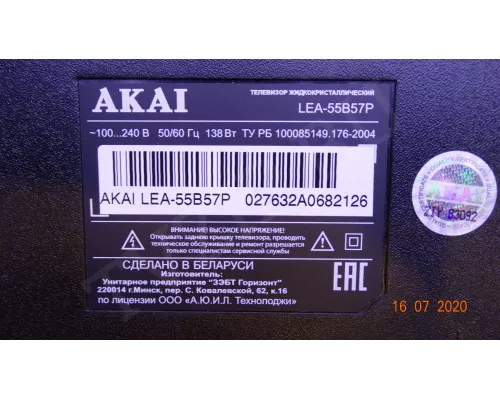 AKAI
ТЕЛЕВИЗОР ЖИДКОКРИСТАЛЛИЧЕСКИЙ
LEA-55B57P
~100...240 В 50/60 Гц 138 Вт ТУ РБ 100085149.176-2004
AKAI LEA-55B57P 027632A0682126
ВНИМАНИЕ! ВЫСОКОЕ НАПРЯЖЕНИЕ!
Открывать заднюю крышку телевизора, проводить
техническое обслуживание и ремонт разрешается
только специалистам сервисной службы
СДЕЛАНО В БЕЛАРУСИ
Изготовитель:
Унитарное предприятие "ЗЭБТ Горизонт"
220014 г.Минск, пер. С. Ковалевской, 62, к.16
по лицензии ООО «А.Ю.И.Л. Технолоджи»
EAC
16 07 2020